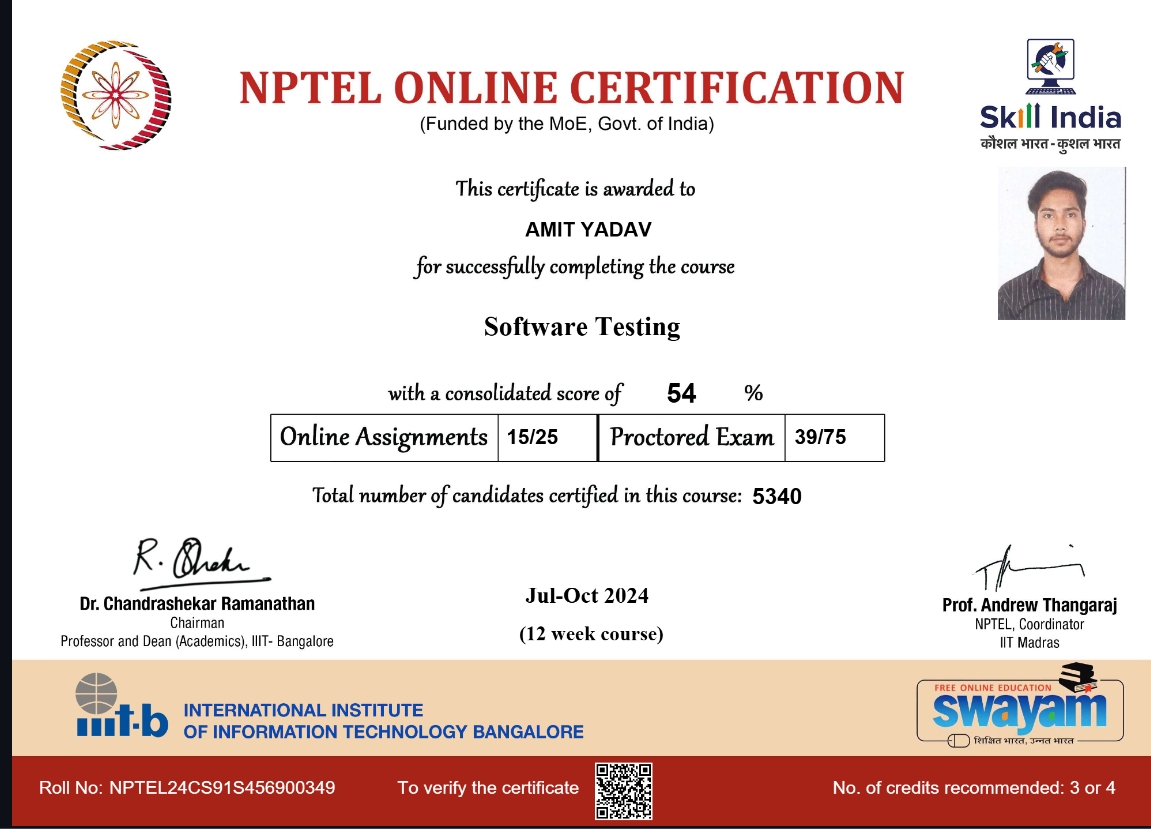 NPTEL ONLINE CERTIFICATION
(Funded by the MoE, Govt. of India)
Skill India
कौशल भारत - कुशल भारत
This certificate is awarded to
AMIT YADAV
for successfully completing the course
Software Testing
with a consolidated score of 54 %
Online Assignments 15/25 Proctored Exam 39/75
Total number of candidates certified in this course: 5340
Dr. Chandrashekar Ramanathan
Chairman
Professor and Dean (Academics), IIIT- Bangalore
Jul-Oct 2024
(12 week course)
Prof. Andrew Thangaraj
NPTEL, Coordinator
IIT Madras
iiit-b
INTERNATIONAL INSTITUTE
OF INFORMATION TECHNOLOGY BANGALORE
FREE ONLINE EDUCATION
swayam
शिक्षित भारत, उन्नत भारत
Roll No: NPTEL24CS91S456900349
To verify the certificate
No. of credits recommended: 3 or 4